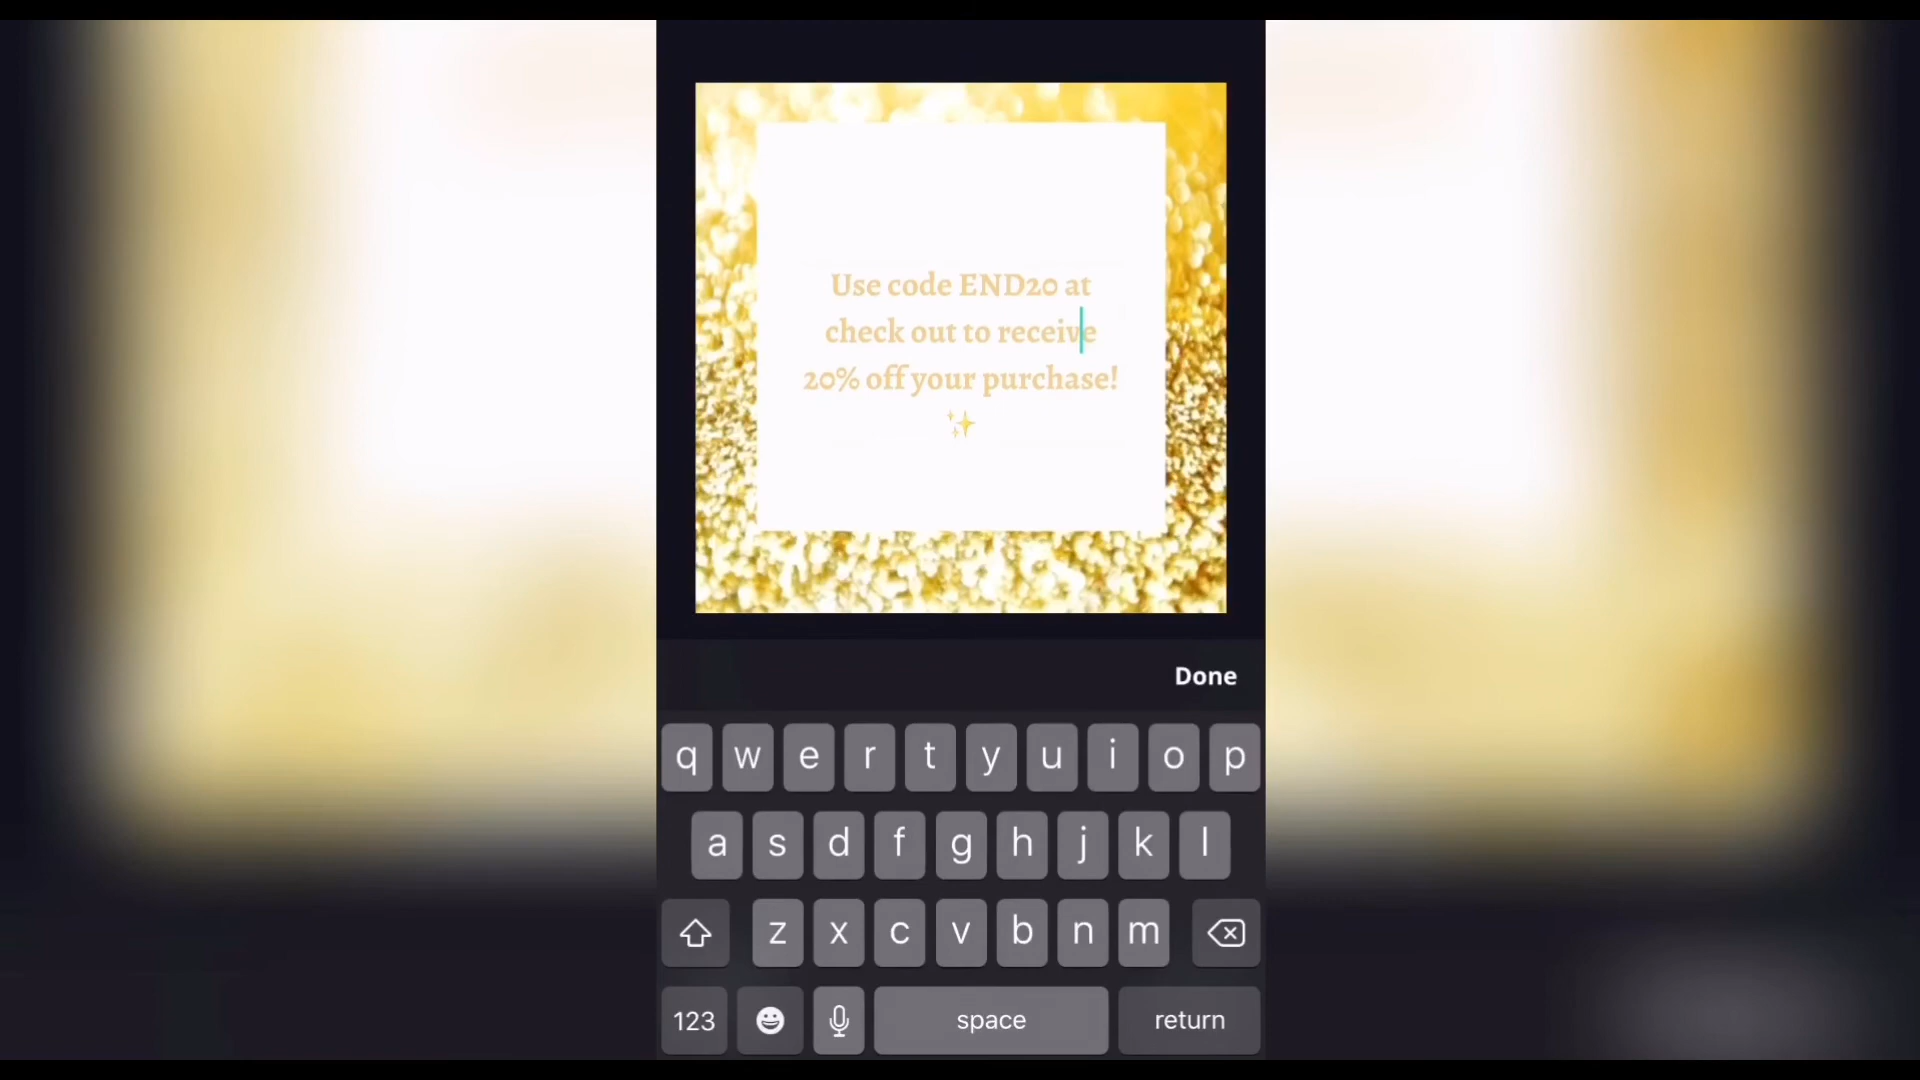 Use code END20 at
check out to receive
20% off your purchase!
✨
Done
q w e r t y u i o p
a s d f g h j k l
z x c v b n m
123 space return